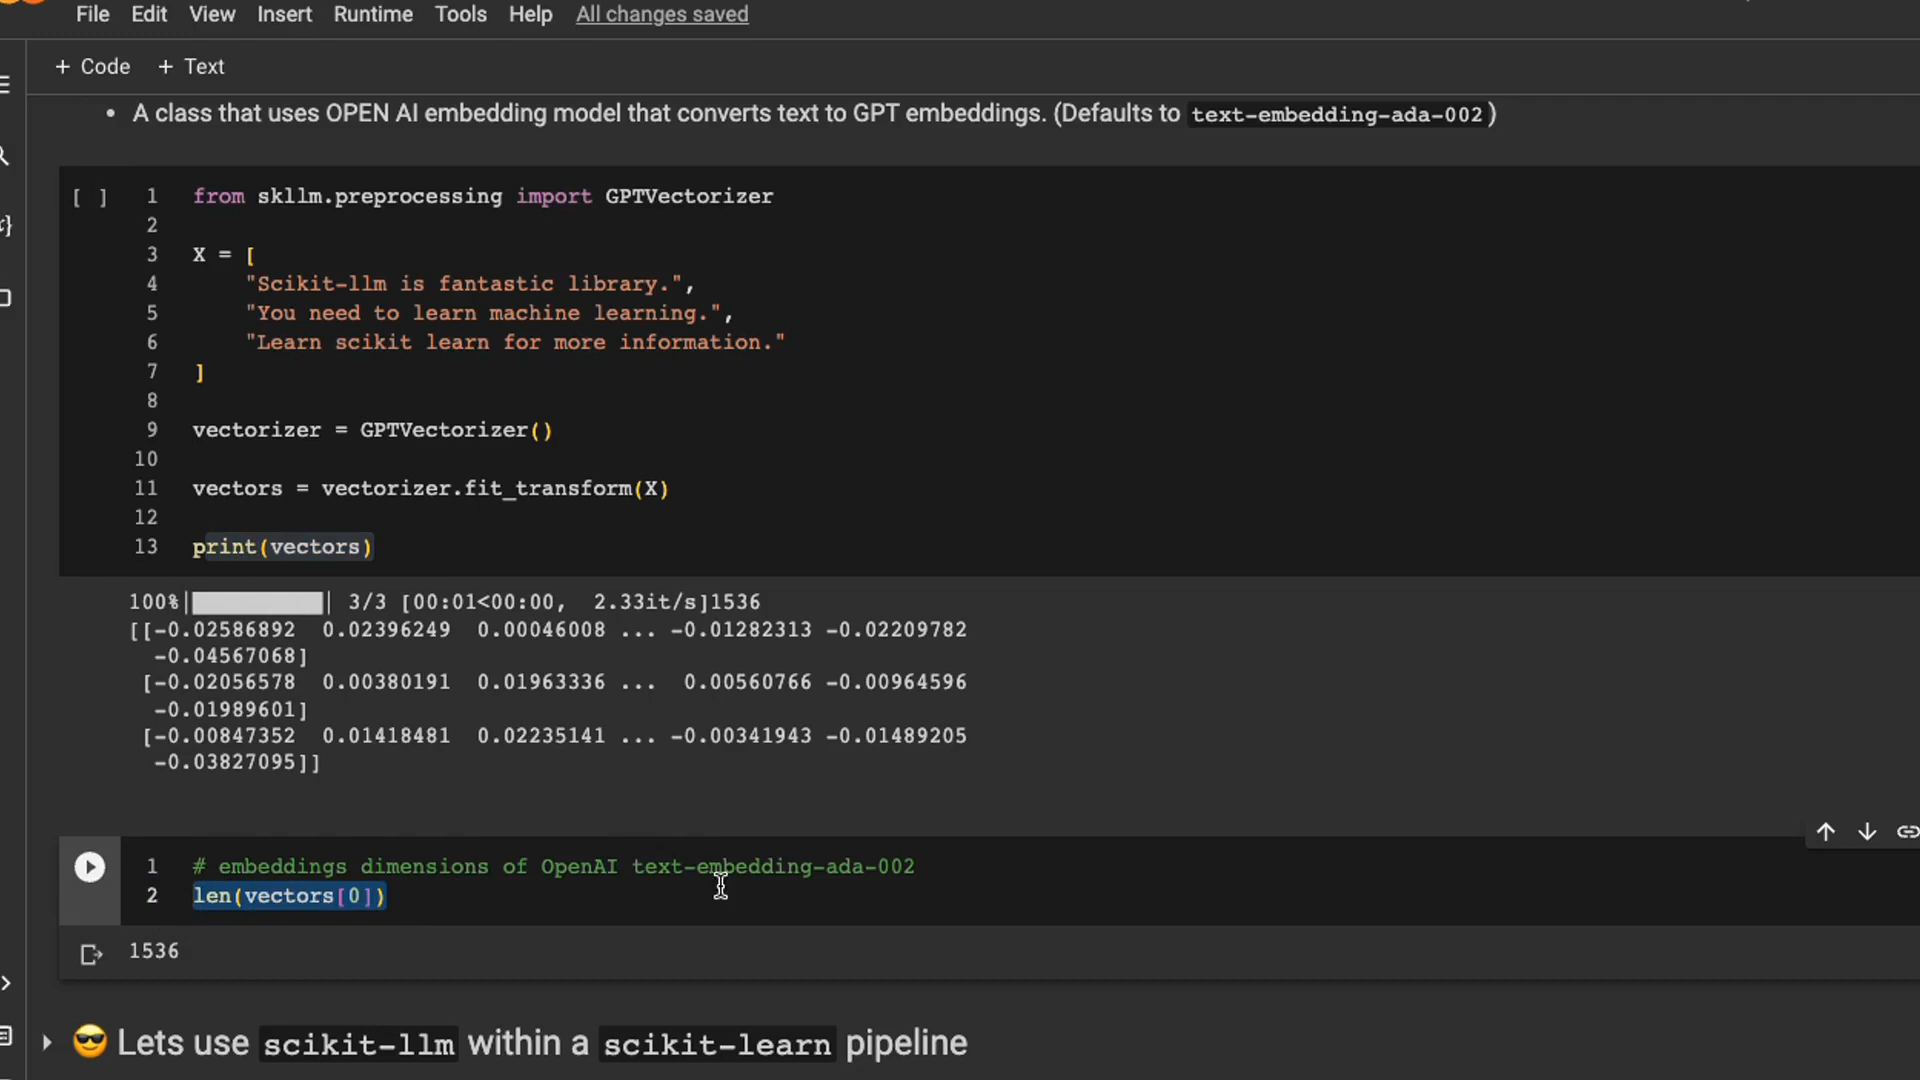 File Edit View Insert Runtime Tools Help All changes saved
+ Code + Text
• A class that uses OPEN AI embedding model that converts text to GPT embeddings. (Defaults to text-embedding-ada-002)
[ ] 1 from skllm.preprocessing import GPTVectorizer
2
3 X = [
4 "Scikit-llm is fantastic library.",
5 "You need to learn machine learning.",
6 "Learn scikit learn for more information."
7 ]
8
9 vectorizer = GPTVectorizer()
10
11 vectors = vectorizer.fit_transform(X)
12
13 print(vectors)
100%| | 3/3 [00:01<00:00, 2.33it/s]1536
[[-0.02586892 0.02396249 0.00046008 ... -0.01282313 -0.02209782
-0.04567068]
[-0.02056578 0.00380191 0.01963336 ... 0.00560766 -0.00964596
-0.01989601]
[-0.00847352 0.01418481 0.02235141 ... -0.00341943 -0.01489205
-0.03827095]]
1 # embeddings dimensions of OpenAI text-embedding-ada-002
2 len(vectors[0])
1536
😎 Lets use scikit-llm within a scikit-learn pipeline